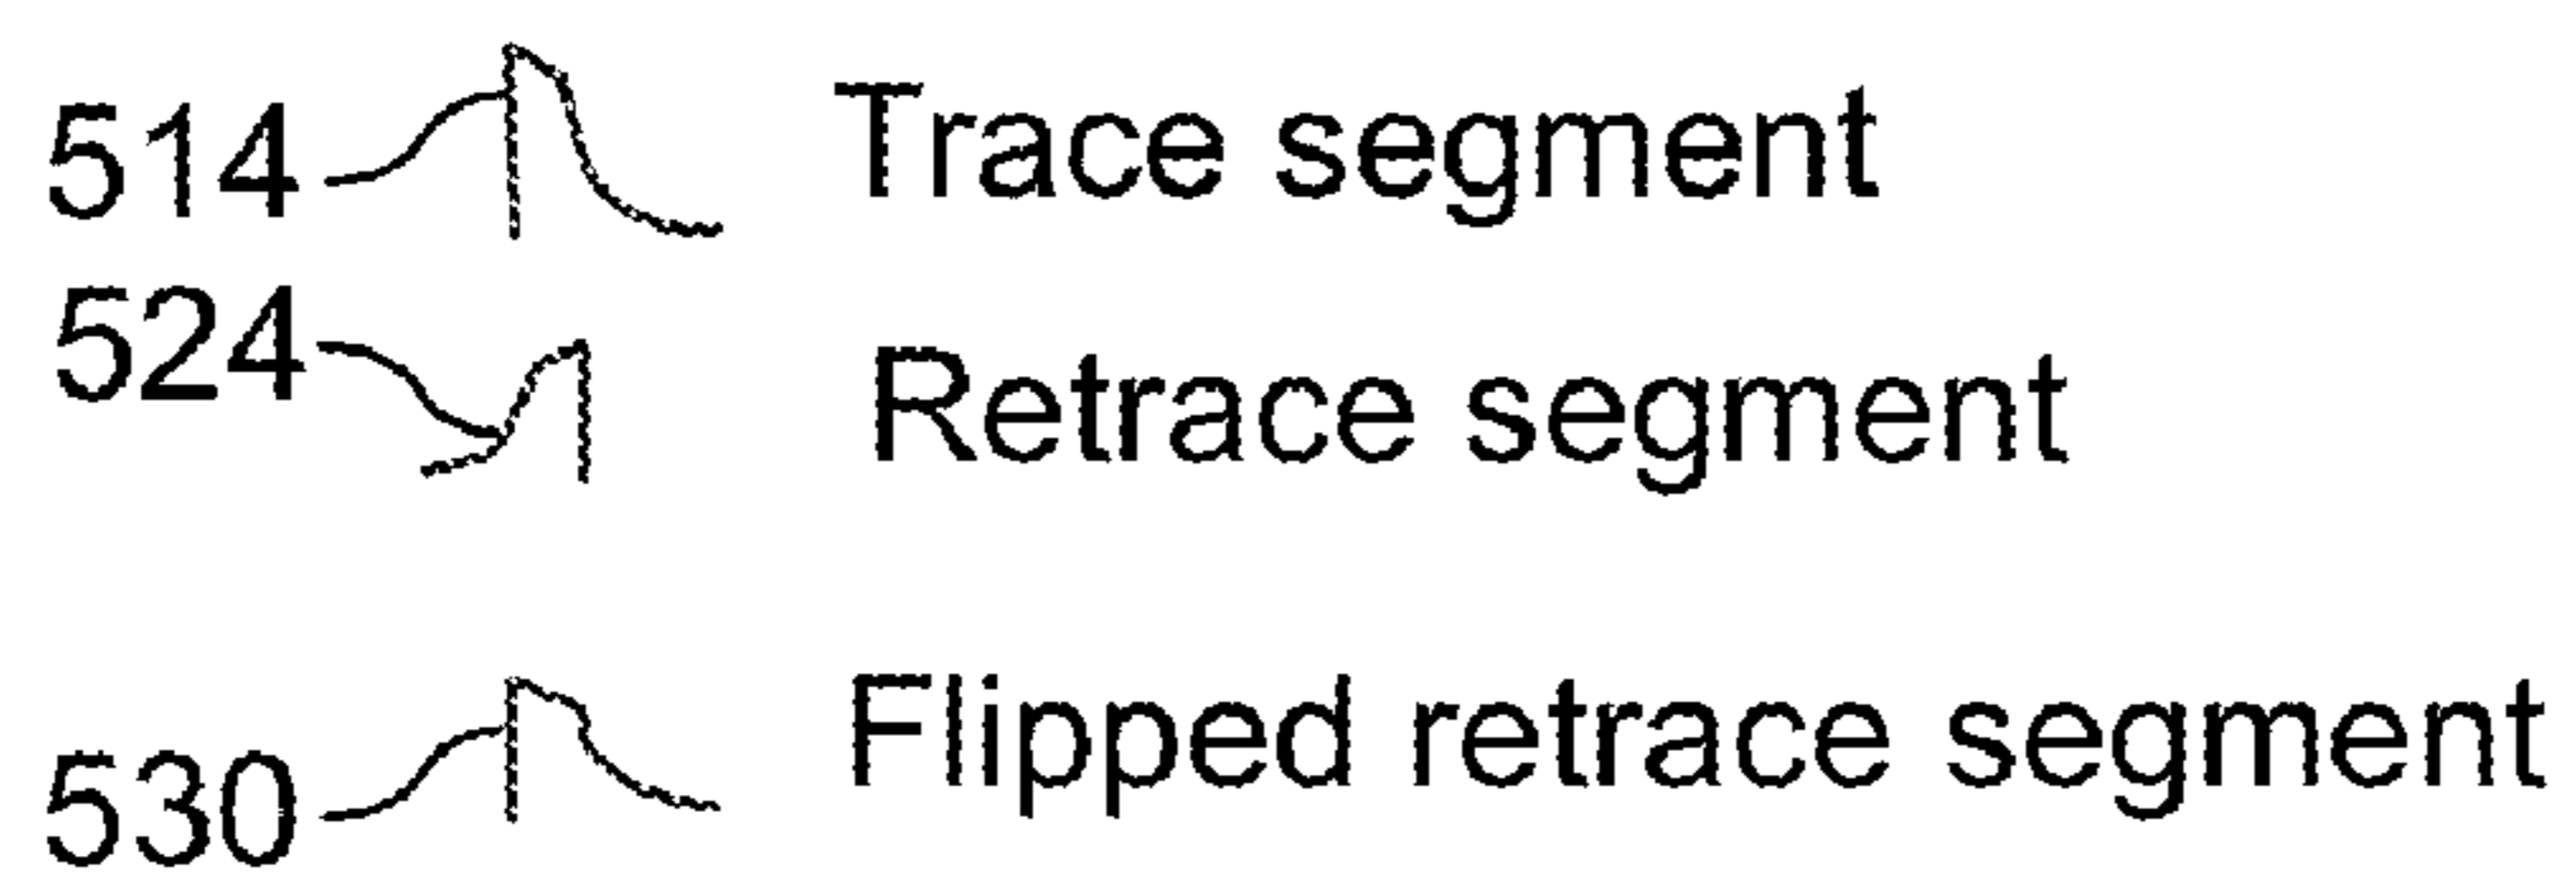 514 Trace segment
524 Retrace segment
530 Flipped retrace segment